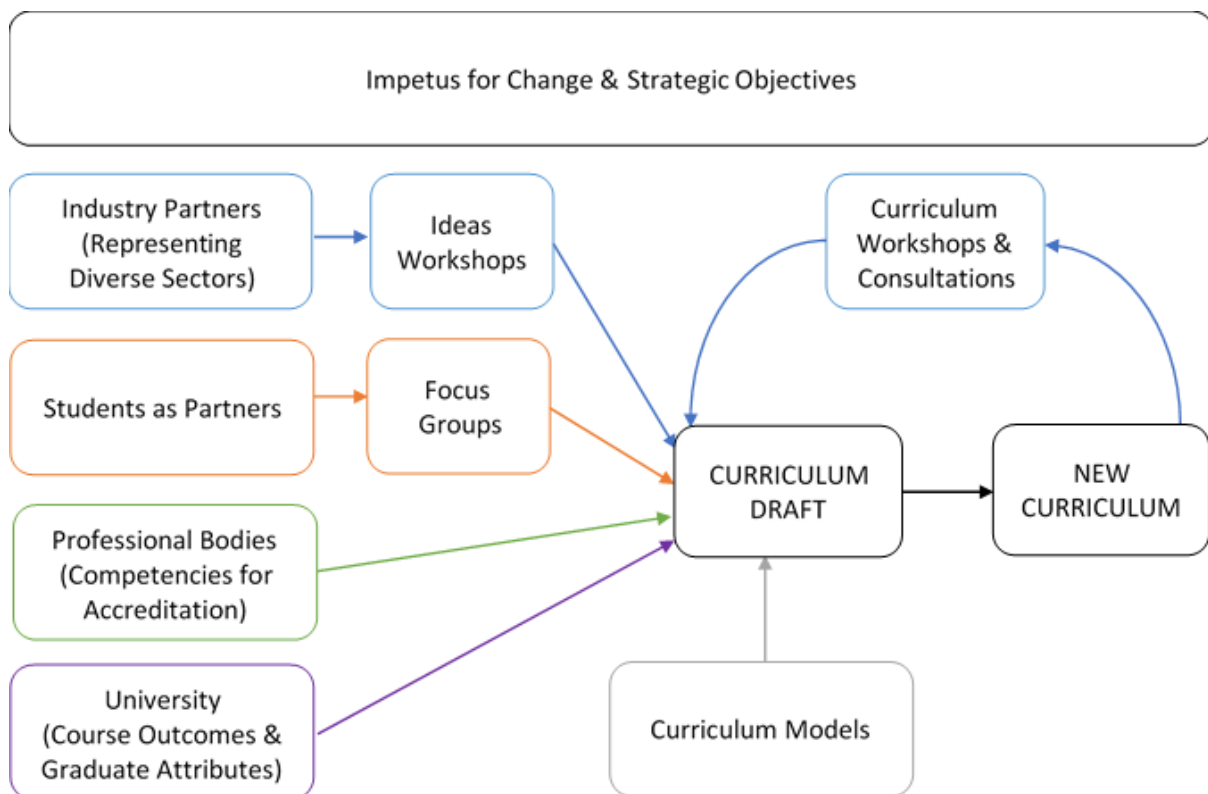 Impetus for Change & Strategic Objectives
Industry Partners
(Representing
Diverse Sectors)
Ideas
Workshops
Curriculum
Workshops &
Consultations
Students as Partners
Focus
Groups
CURRICULUM
DRAFT
NEW
CURRICULUM
Professional Bodies
(Competencies for
Accreditation)
University
(Course Outcomes &
Graduate Attributes)
Curriculum Models